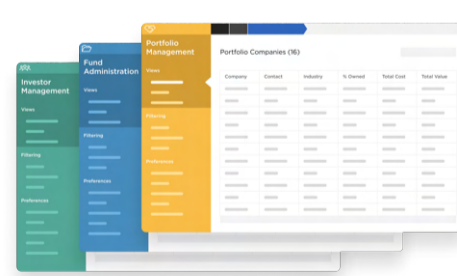 Investor
Management
Views
Filtering
Preferences
Fund
Administration
Views
Filtering
Preferences
Portfolio
Management
Views
Filtering
Preferences
Portfolio Companies (16)
Company Contact Industry % Owned Total Cost Total Value